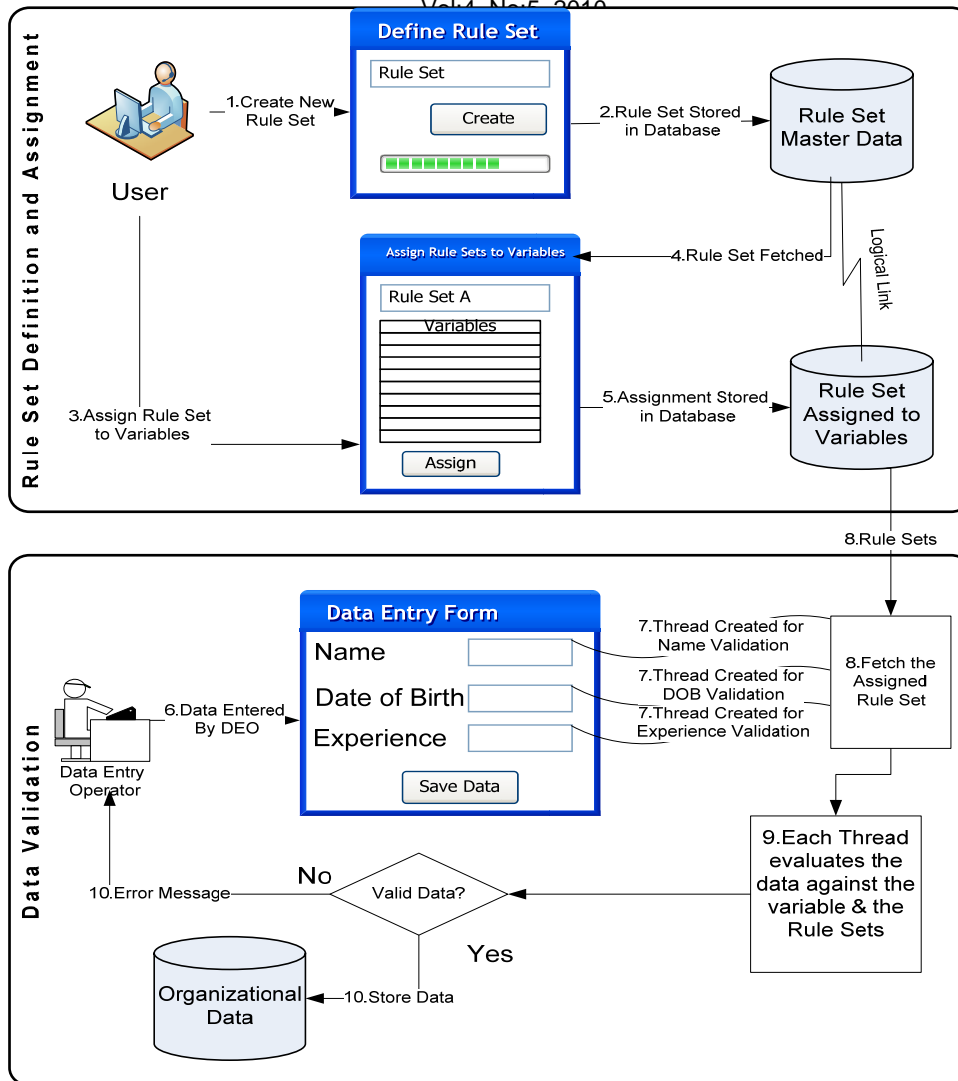 Vol:4, No:5, 2010
Rule Set Definition and Assignment
Define Rule Set
Rule Set
Create
User
1.Create New
Rule Set
2.Rule Set Stored
in Database
Rule Set
Master Data
Assign Rule Sets to Variables
4.Rule Set Fetched
Logical Link
Rule Set A
Variables
Assign
3.Assign Rule Set
to Variables
5.Assignment Stored
in Database
Rule Set
Assigned to
Variables
8.Rule Sets
Data Validation
Data Entry Form
Name
Date of Birth
Experience
Save Data
6.Data Entered
By DEO
Data Entry
Operator
7.Thread Created for
Name Validation
7.Thread Created for
DOB Validation
7.Thread Created for
Experience Validation
8.Fetch the
Assigned
Rule Set
9.Each Thread
evaluates the
data against the
variable & the
Rule Sets
Valid Data?
No
10.Error Message
Yes
10.Store Data
Organizational
Data